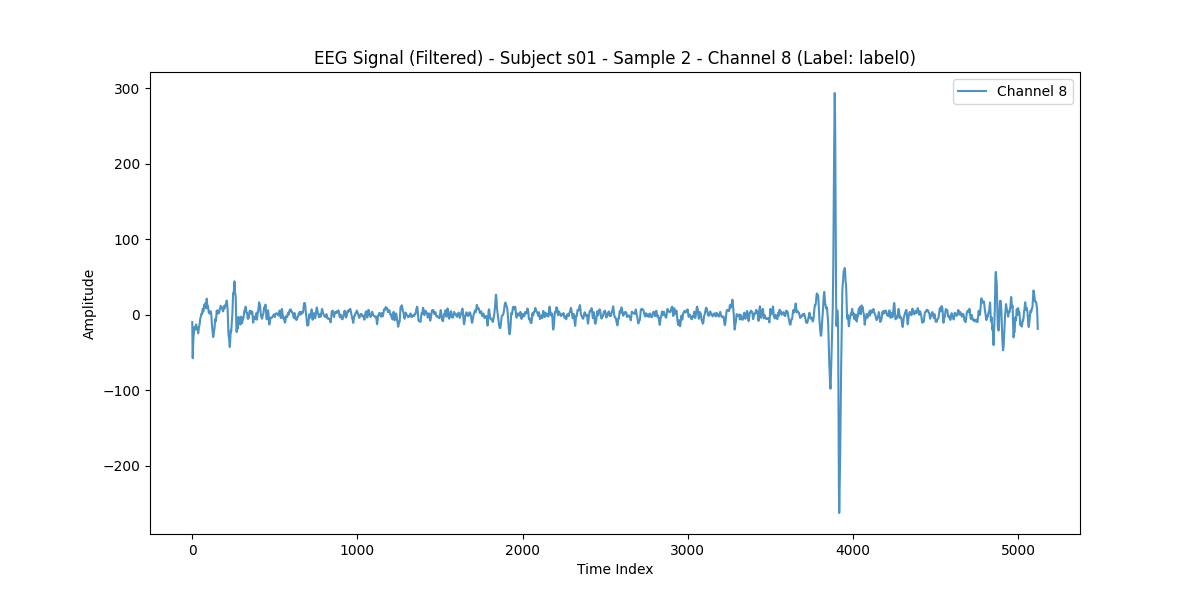 EEG Signal (Filtered) - Subject s01 - Sample 2 - Channel 8 (Label: label0)
Channel 8
300
200
100
0
−100
−200
Amplitude
0 1000 2000 3000 4000 5000
Time Index